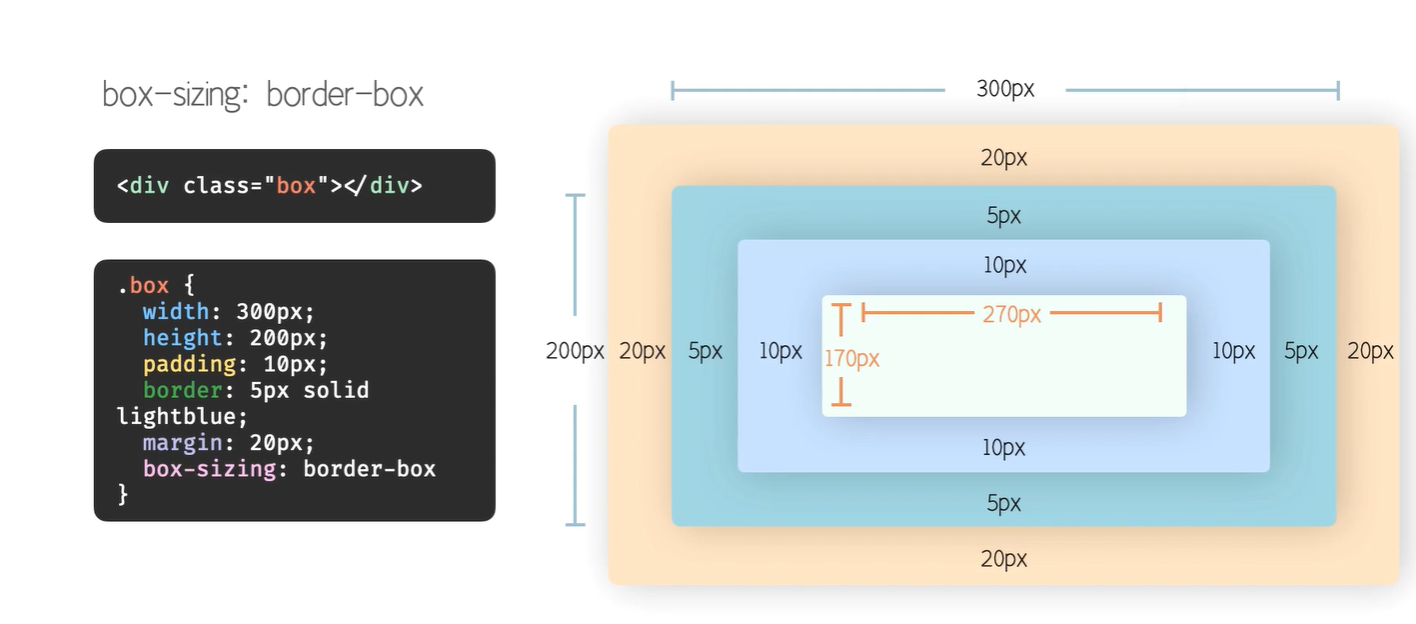 box-sizing: border-box
<div class="box"></div>
.box {
  width: 300px;
  height: 200px;
  padding: 10px;
  border: 5px solid
lightblue;
  margin: 20px;
  box-sizing: border-box
}
300px
20px
5px
10px
270px
200px 20px 5px 10px 170px 10px 5px 20px
10px
5px
20px